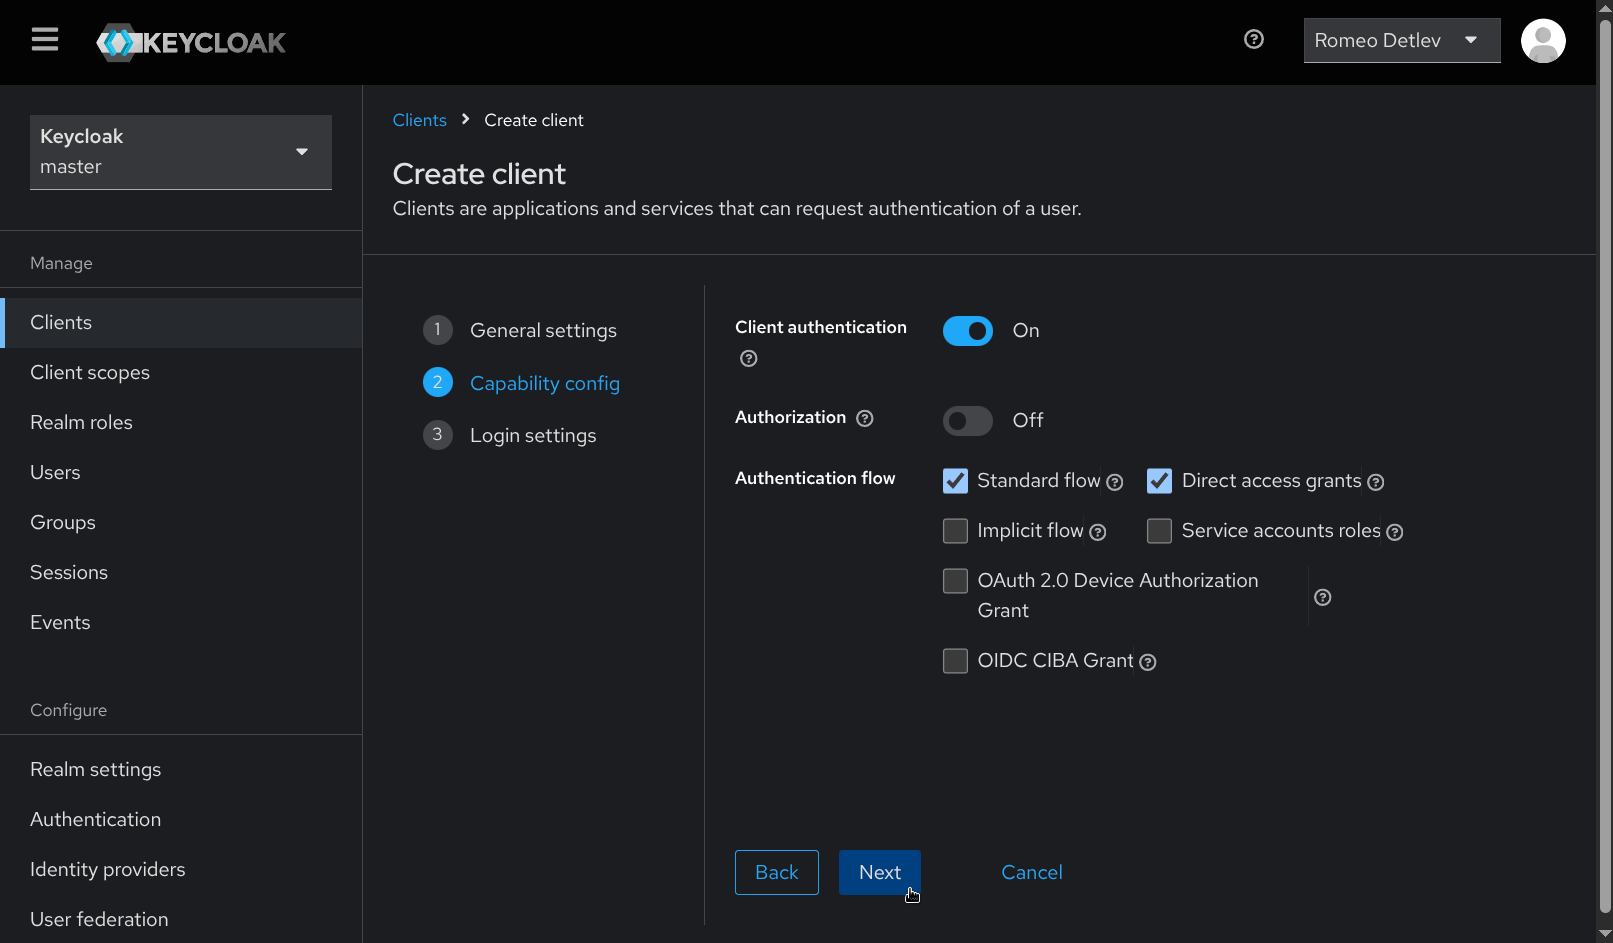 KEYCLOAK
Romeo Detlev
Keycloak
master
Manage
Clients
Client scopes
Realm roles
Users
Groups
Sessions
Events
Configure
Realm settings
Authentication
Identity providers
User federation
Clients Create client
Create client
Clients are applications and services that can request authentication of a user.
1 General settings
2 Capability config
3 Login settings
Client authentication On
Authorization Off
Authentication flow Standard flow Direct access grants
Implicit flow Service accounts roles
OAuth 2.0 Device Authorization
Grant
OIDC CIBA Grant
Back Next Cancel